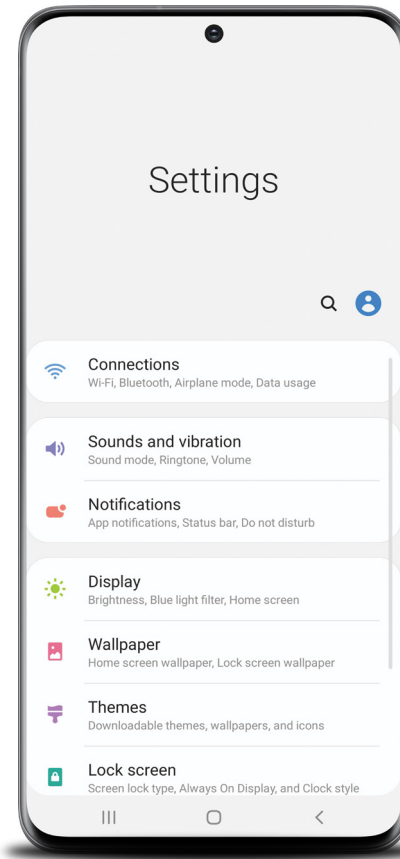 Settings
Connections
Wi-Fi, Bluetooth, Airplane mode, Data usage
Sounds and vibration
Sound mode, Ringtone, Volume
Notifications
App notifications, Status bar, Do not disturb
Display
Brightness, Blue light filter, Home screen
Wallpaper
Home screen wallpaper, Lock screen wallpaper
Themes
Downloadable themes, wallpapers, and icons
Lock screen
Screen lock type, Always On Display, and Clock style